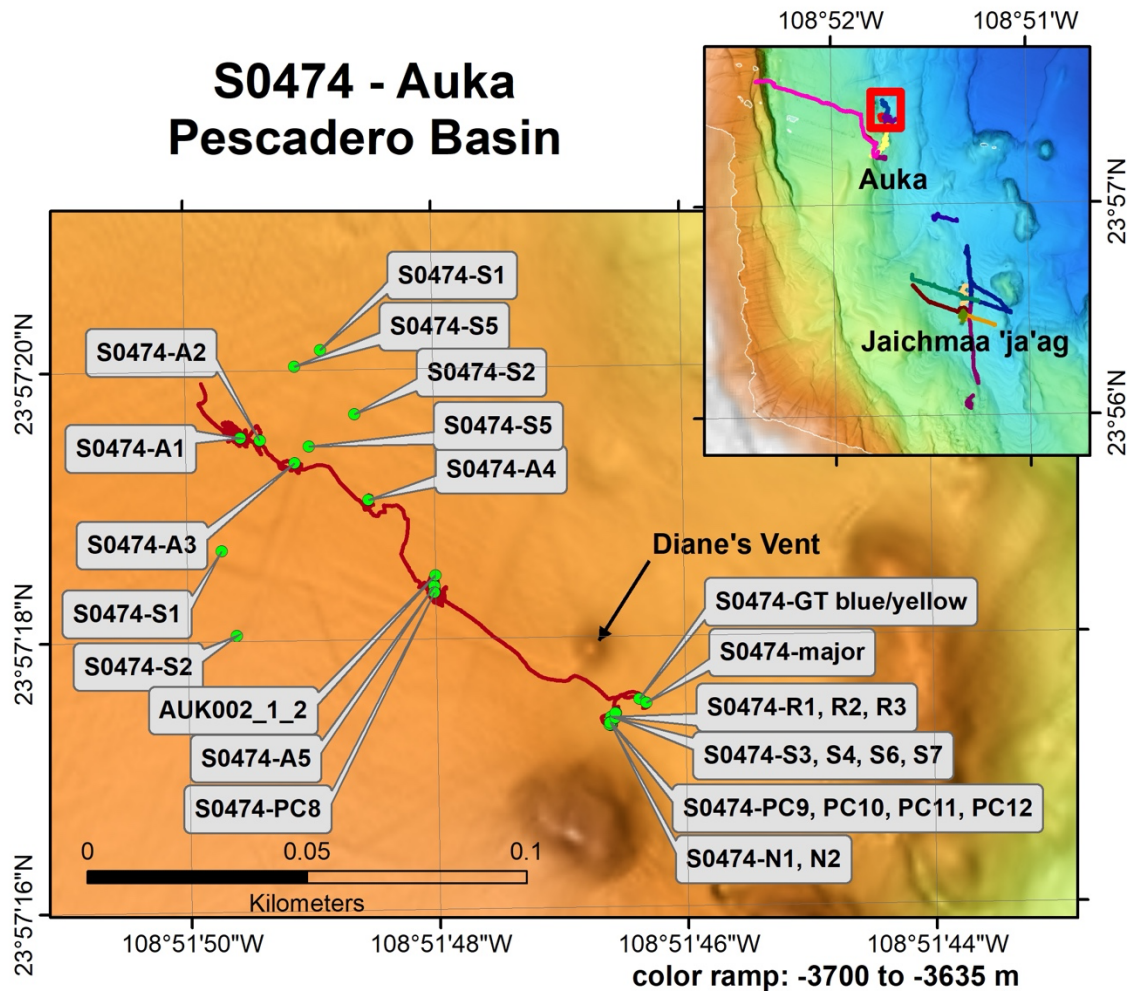 S0474 - Auka
Pescadero Basin
108°52'W
108°51'W
23°57'N
23°56'N
Auka
Jaichmaa 'ja'ag
S0474-S1
S0474-S5
S0474-A2
S0474-S2
S0474-S5
S0474-A1
S0474-A4
S0474-A3
Diane's Vent
S0474-GT blue/yellow
S0474-S1
S0474-major
S0474-S2
AUK002_1_2
S0474-R1, R2, R3
S0474-A5
S0474-S3, S4, S6, S7
S0474-PC8
S0474-PC9, PC10, PC11, PC12
S0474-N1, N2
0
0.05
0.1
Kilometers
23°57'20"N
23°57'18"N
23°57'16"N
108°51'50"W
108°51'48"W
108°51'46"W
108°51'44"W
color ramp: -3700 to -3635 m